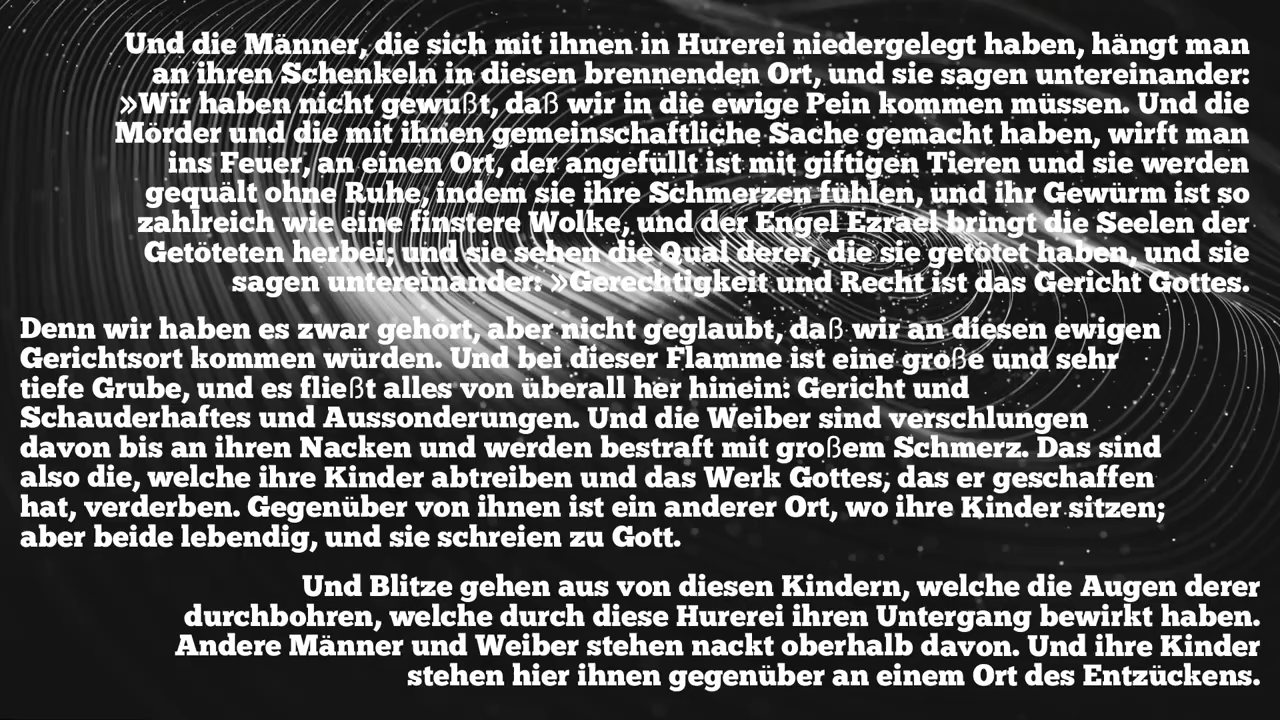 Und die Männer, die sich mit ihnen in Hurerei niedergelegt haben, hängt man
an ihren Schenkeln in diesen brennenden Ort, und sie sagen untereinander:
»Wir haben nicht gewußt, daß wir in die ewige Pein kommen müssen. Und die
Mörder und die mit ihnen gemeinschaftliche Sache gemacht haben, wirft man
ins Feuer, an einen Ort, der angefüllt ist mit giftigen Tieren und sie werden
gequält ohne Ruhe, indem sie ihre Schmerzen fühlen, und ihr Gewürm ist so
zahlreich wie eine finstere Wolke, und der Engel Ezrael bringt die Seelen der
Getöteten herbei; und sie sehen die Qual derer, die sie getötet haben, und sie
sagen untereinander: »Gerechtigkeit und Recht ist das Gericht Gottes.
Denn wir haben es zwar gehört, aber nicht geglaubt, daß wir an diesen ewigen
Gerichtsort kommen würden. Und bei dieser Flamme ist eine große und sehr
tiefe Grube, und es fließt alles von überall her hinein: Gericht und
Schauderhaftes und Aussonderungen. Und die Weiber sind verschlungen
davon bis an ihren Nacken und werden bestraft mit großem Schmerz. Das sind
also die, welche ihre Kinder abtreiben und das Werk Gottes, das er geschaffen
hat, verderben. Gegenüber von ihnen ist ein anderer Ort, wo ihre Kinder sitzen;
aber beide lebendig, und sie schreien zu Gott.
Und Blitze gehen aus von diesen Kindern, welche die Augen derer
durchbohren, welche durch diese Hurerei ihren Untergang bewirkt haben.
Andere Männer und Weiber stehen nackt oberhalb davon. Und ihre Kinder
stehen hier ihnen gegenüber an einem Ort des Entzückens.